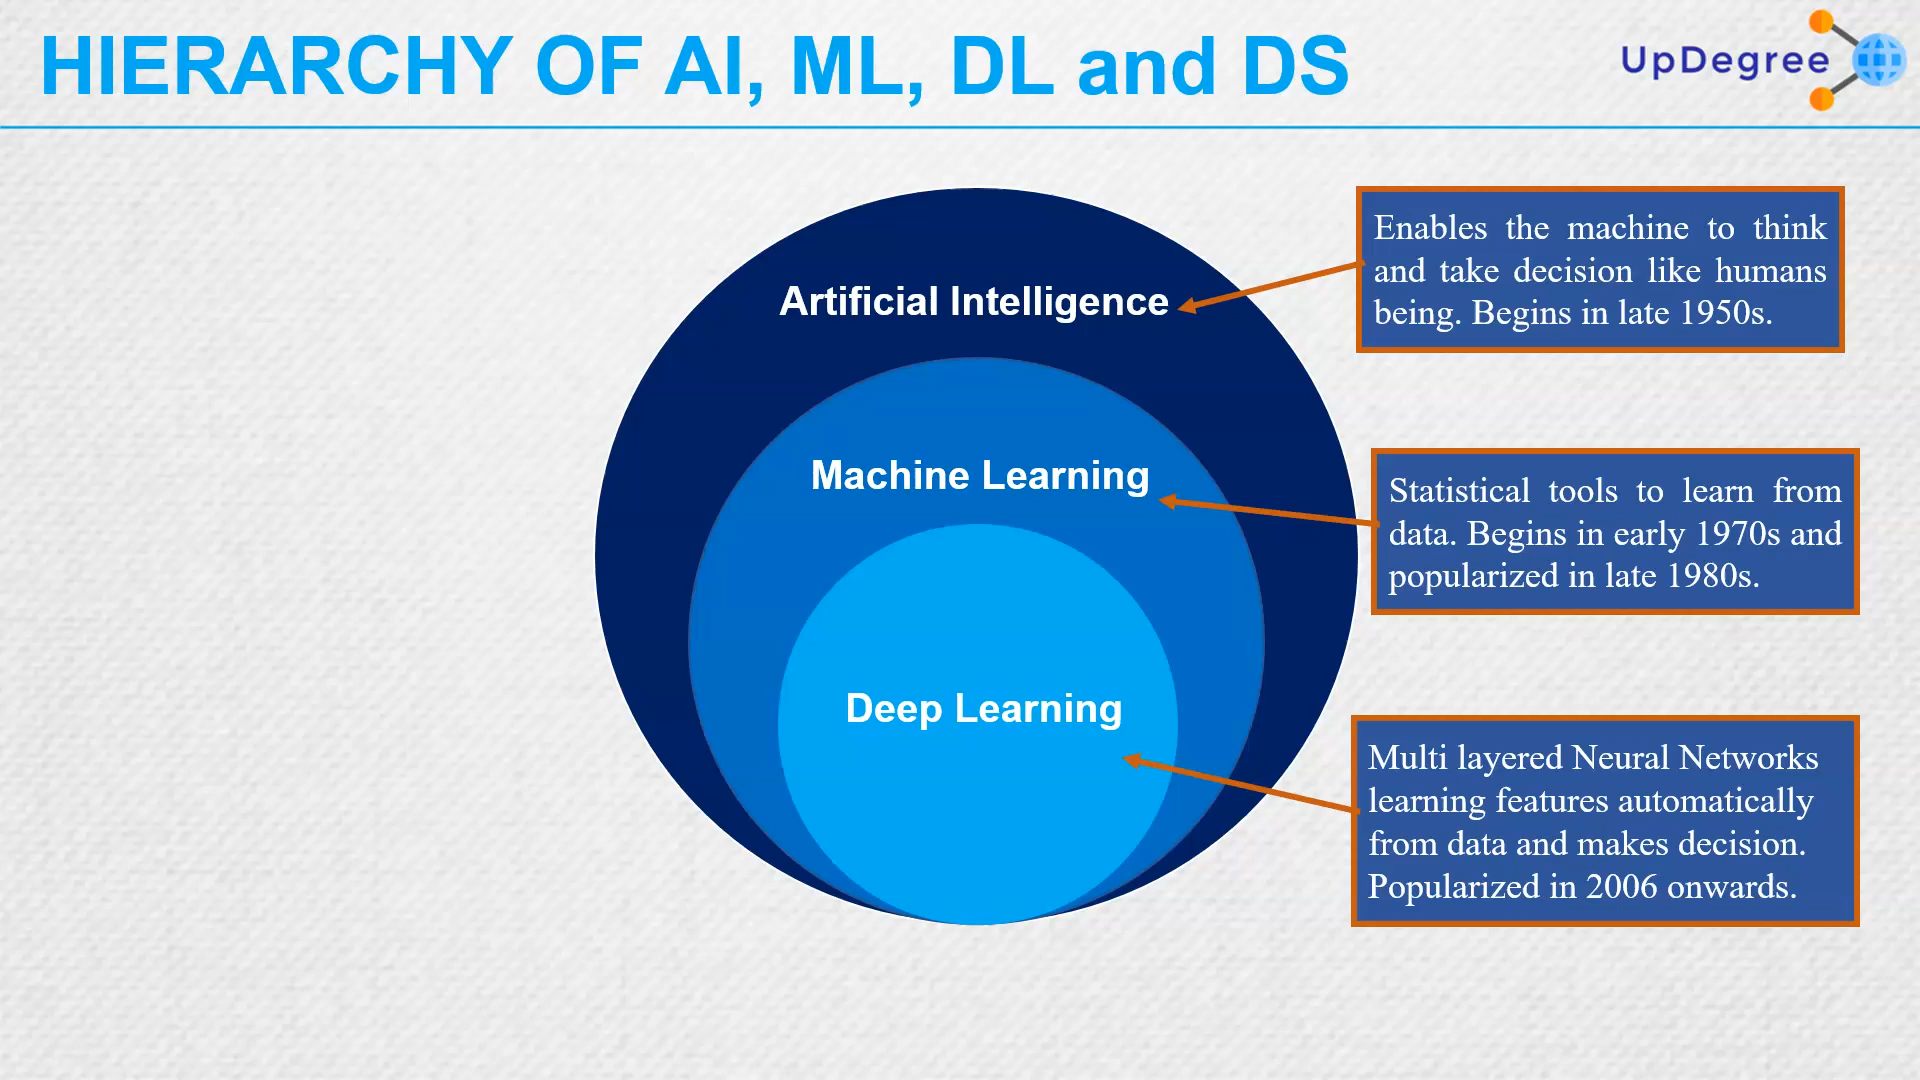 HIERARCHY OF AI, ML, DL and DS
UpDegree
Artificial Intelligence
Enables the machine to think
and take decision like humans
being. Begins in late 1950s.
Machine Learning
Statistical tools to learn from
data. Begins in early 1970s and
popularized in late 1980s.
Deep Learning
Multi layered Neural Networks
learning features automatically
from data and makes decision.
Popularized in 2006 onwards.